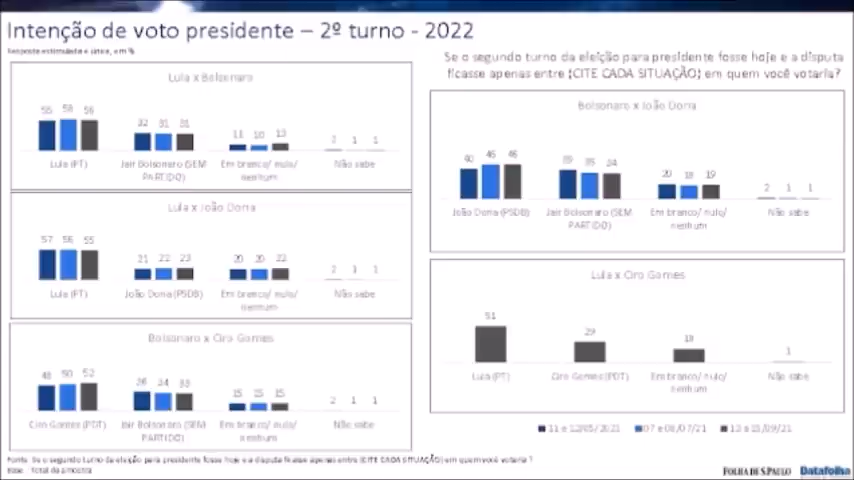 Intenção de voto presidente – 2º turno - 2022
Resposta estimulada e única, em %
Se o segundo turno da eleição para presidente fosse hoje e a disputa
ficasse apenas entre [CITE CADA SITUAÇÃO] em quem você votaria?
Lula x Bolsonaro
55 58 56
32 31 31
11 10 13
2 1 1
Lula (PT)
Jair Bolsonaro (SEM
PARTIDO)
Em branco/ nulo/
nenhum
Não sabe
Lula x João Doria
57 56 55
21 22 23
20 20 22
2 1 1
Lula (PT)
João Doria (PSDB)
Em branco/ nulo/
nenhum
Não sabe
Bolsonaro x Ciro Gomes
48 50 52
36 34 33
15 15 15
2 1 1
Ciro Gomes (PDT)
Jair Bolsonaro (SEM
PARTIDO)
Em branco/ nulo/
nenhum
Não sabe
Bolsonaro x João Doria
40 46 46
39 35 34
20 18 19
2 1 1
João Doria (PSDB)
Jair Bolsonaro (SEM
PARTIDO)
Em branco/ nulo/
nenhum
Não sabe
Lula x Ciro Gomes
51
29
1
Lula (PT)
Ciro Gomes (PDT)
Em branco/ nulo/
nenhum
Não sabe
11 e 12/05/2021 07 e 08/07/21 13 a 15/09/21
Fonte: Se o segundo turno da eleição para presidente fosse hoje e a disputa ficasse apenas entre [CITE CADA SITUAÇÃO] em quem você votaria?
Base: Total da amostra
FOLHA DE S.PAULO Datafolha